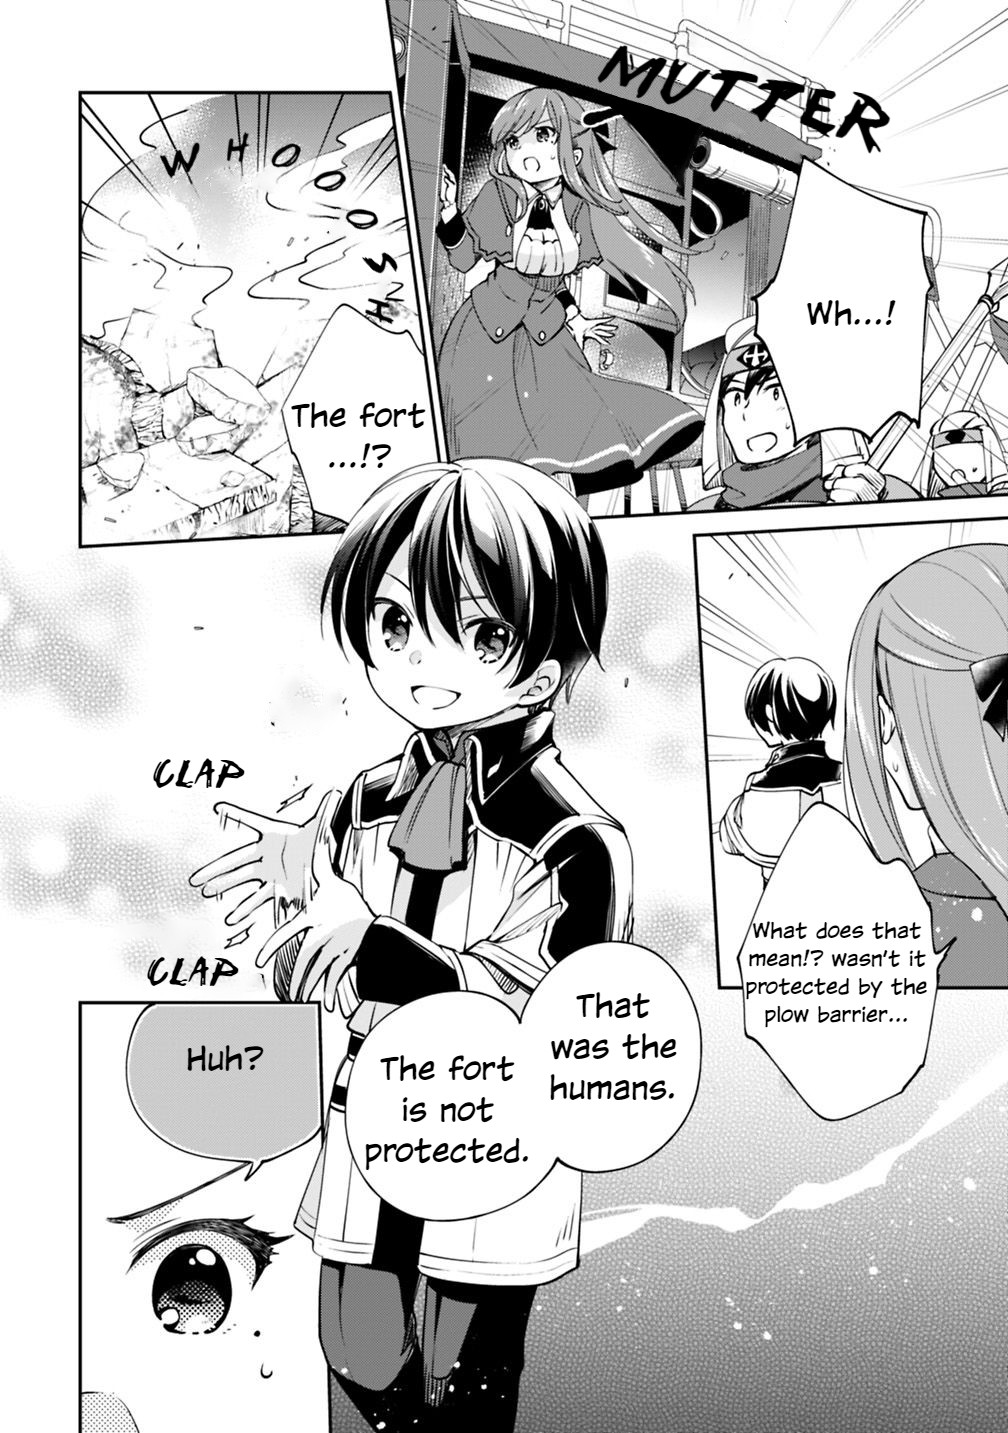 MUTTER
Wh...!
WHOOOSH
The fort
...!?
What does that
mean!? wasn't it
protected by the
plow barrier...
CLAP
CLAP
That
was the
humans.
The fort
is not
protected.
Huh?